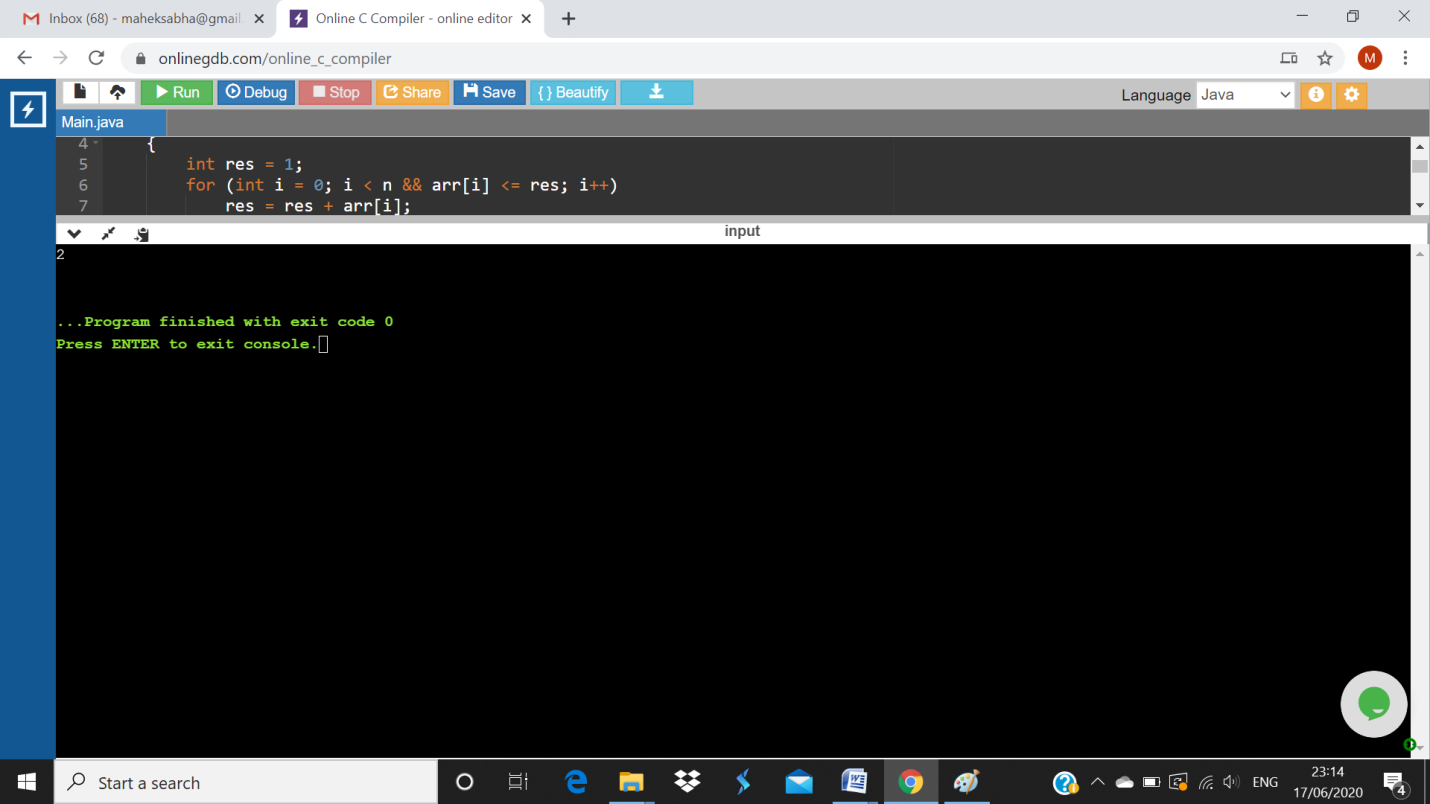 Inbox (68) - maheksabha@gmail.
Online C Compiler - online editor
onlinegdb.com/online_c_compiler
M
Run Debug Stop Share Save { } Beautify
Language Java
Main.java
4 {
5 int res = 1;
6 for (int i = 0; i < n && arr[i] <= res; i++)
7 res = res + arr[i];
input
2
...Program finished with exit code 0
Press ENTER to exit console.
Start a search
ENG
23:14
17/06/2020
4